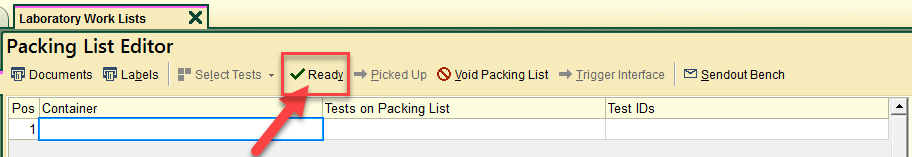 Laboratory Work Lists
Packing List Editor
Documents Labels Select Tests Ready Picked Up Void Packing List Trigger Interface Sendout Bench
Pos Container Tests on Packing List Test IDs
1